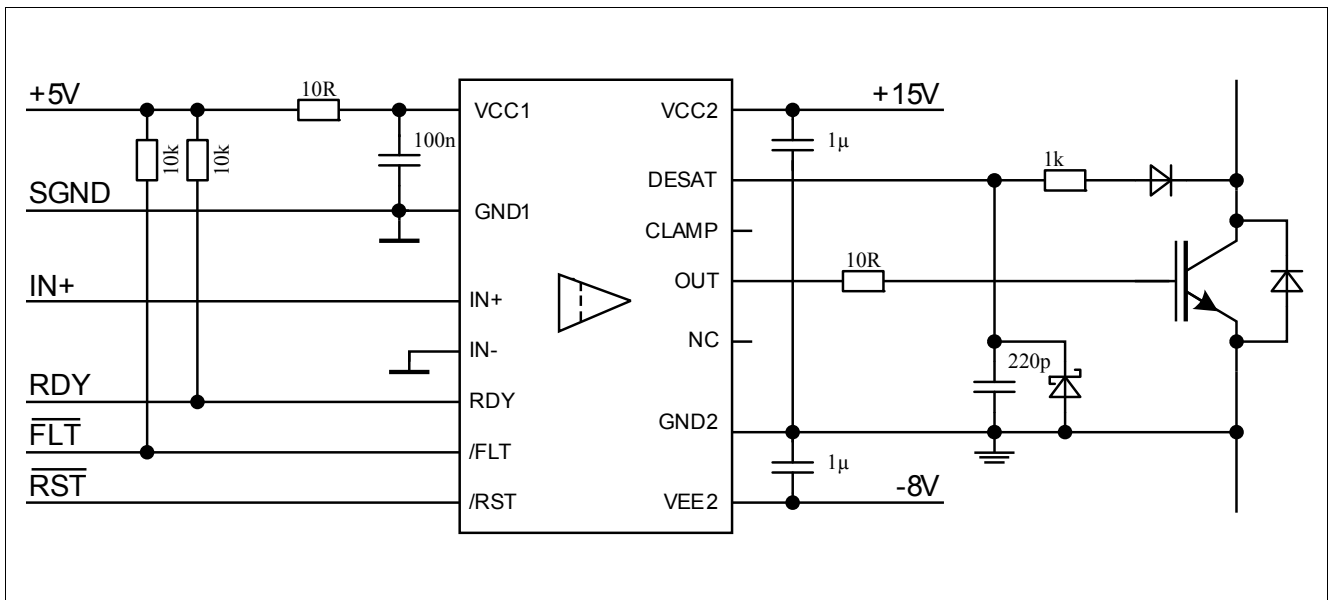 +5V
10R
VCC1
VCC2
+15V
10k
10k
100n
1µ
DESAT
1k
SGND
GND1
CLAMP
IN+
IN+
OUT
10R
IN-
NC
220p
RDY
RDY
GND2
FLT
/FLT
1µ
RST
/RST
VEE2
-8V